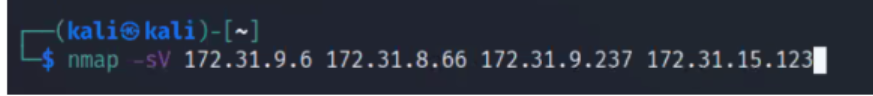 ┌──(kali㉿kali)-[~]
└─$ nmap -sV 172.31.9.6 172.31.8.66 172.31.9.237 172.31.15.123